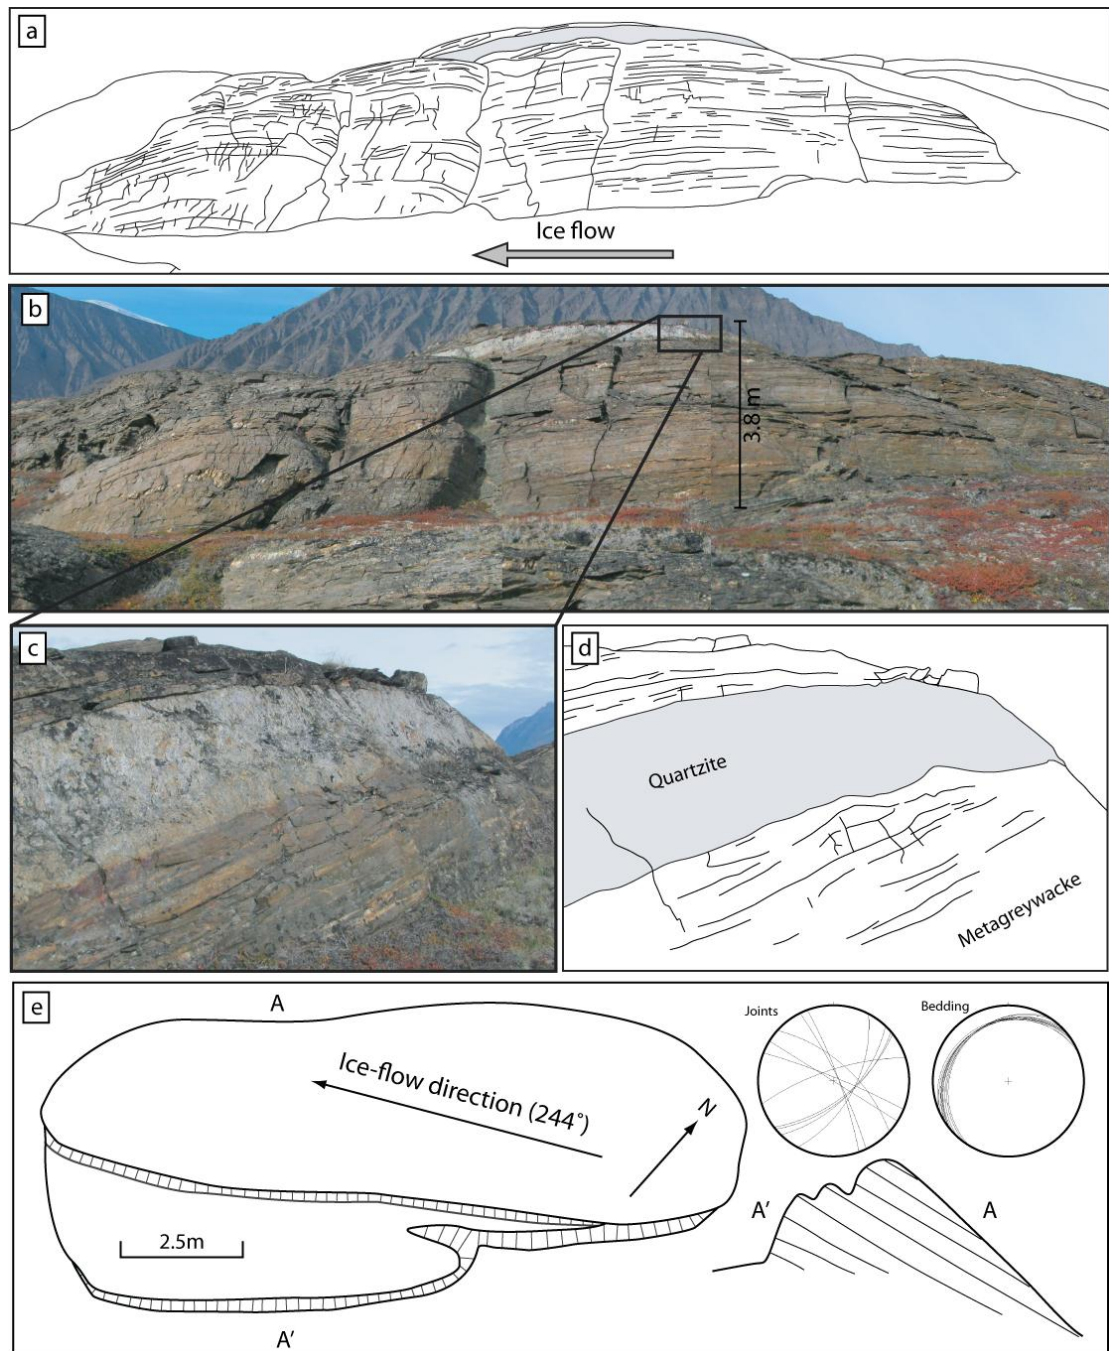 a
Ice flow
b
3.8 m
c
d
Quartzite
Metagreywacke
e
A
Ice-flow direction (244°)
N
2.5m
A'
Joints
Bedding
A'
A